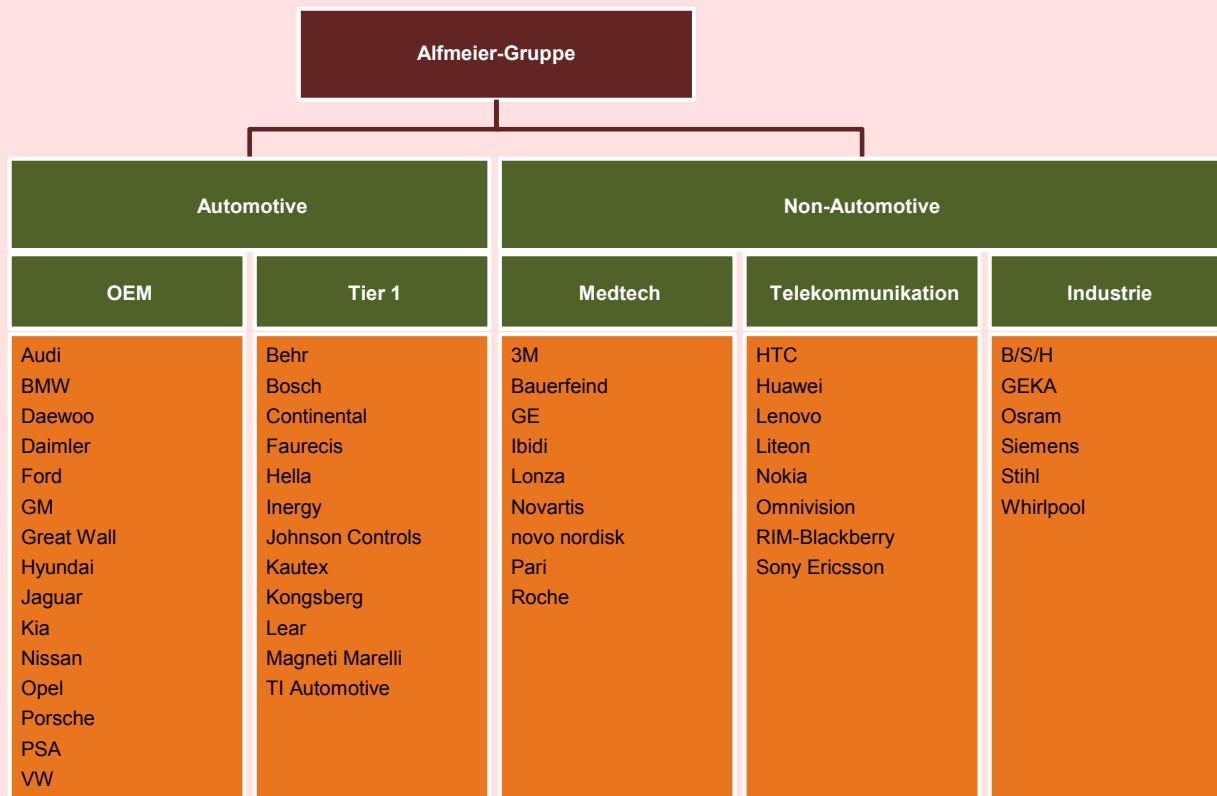 Alfmeier-Gruppe
Automotive
Non-Automotive
OEM
Tier 1
Medtech
Telekommunikation
Industrie
Audi
BMW
Daewoo
Daimler
Ford
GM
Great Wall
Hyundai
Jaguar
Kia
Nissan
Opel
Porsche
PSA
VW
Behr
Bosch
Continental
Faurecis
Hella
Inergy
Johnson Controls
Kautex
Kongsberg
Lear
Magneti Marelli
TI Automotive
3M
Bauerfeind
GE
Ibidi
Lonza
Novartis
novo nordisk
Pari
Roche
HTC
Huawei
Lenovo
Liteon
Nokia
Omnivision
RIM-Blackberry
Sony Ericsson
B/S/H
GEKA
Osram
Siemens
Stihl
Whirlpool